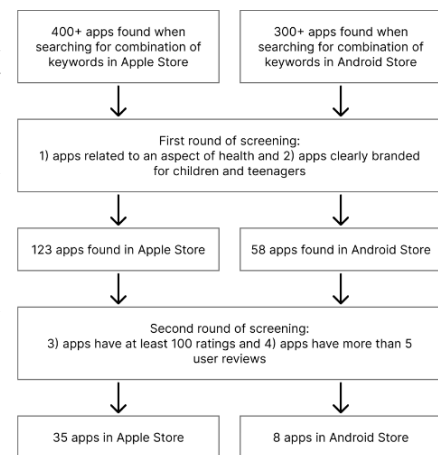 400+ apps found when
searching for combination of
keywords in Apple Store
300+ apps found when
searching for combination of
keywords in Android Store
First round of screening:
1) apps related to an aspect of health and 2) apps clearly branded
for children and teenagers
123 apps found in Apple Store
58 apps found in Android Store
Second round of screening:
3) apps have at least 100 ratings and 4) apps have more than 5
user reviews
35 apps in Apple Store
8 apps in Android Store